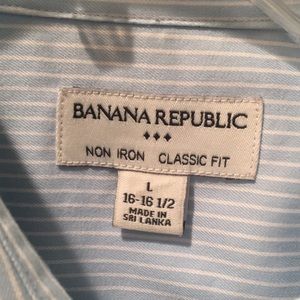 BANANA REPUBLIC
NON IRON CLASSIC FIT
L
16-16 1/2
MADE IN
SRI LANKA